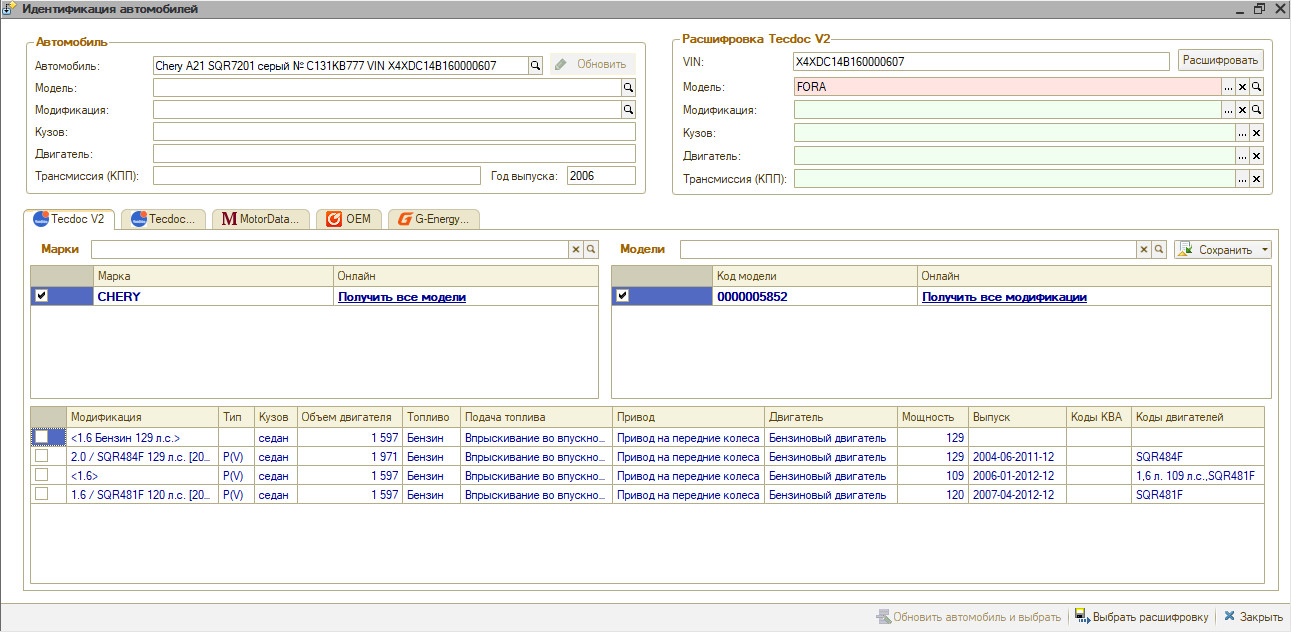 Идентификация автомобилей
Автомобиль
Автомобиль: Chery A21 SQR7201 серый № C131KB777 VIN X4XDC14B160000607 Обновить
Модель:
Модификация:
Кузов:
Двигатель:
Трансмиссия (КПП): Год выпуска: 2006
Расшифровка Tecdoc V2
VIN: X4XDC14B160000607 Расшифровать
Модель: FORA
Модификация:
Кузов:
Двигатель:
Трансмиссия (КПП):
Tecdoc V2 Tecdoc... MotorData... OEM G-Energy...
Марки
Марка Онлайн
CHERY Получить все модели
Модели Сохранить
Код модели Онлайн
0000005852 Получить все модификации
Модификация Тип Кузов Объем двигателя Топливо Подача топлива Привод Двигатель Мощность Выпуск Коды КВА Коды двигателей
<1.6 Бензин 129 л.с.> седан 1 597 Бензин Впрыскивание во впускно... Привод на передние колеса Бензиновый двигатель 129
2.0 / SQR484F 129 л.с. [20... P(V) седан 1 971 Бензин Впрыскивание во впускно... Привод на передние колеса Бензиновый двигатель 129 2004-06-2011-12 SQR484F
<1.6> P(V) седан 1 597 Бензин Впрыскивание во впускно... Привод на передние колеса Бензиновый двигатель 109 2006-01-2012-12 1,6 л. 109 л.с.,SQR481F
1.6 / SQR481F 120 л.с. [20... P(V) седан 1 597 Бензин Впрыскивание во впускно... Привод на передние колеса Бензиновый двигатель 120 2007-04-2012-12 SQR481F
Обновить автомобиль и выбрать Выбрать расшифровку Закрыть